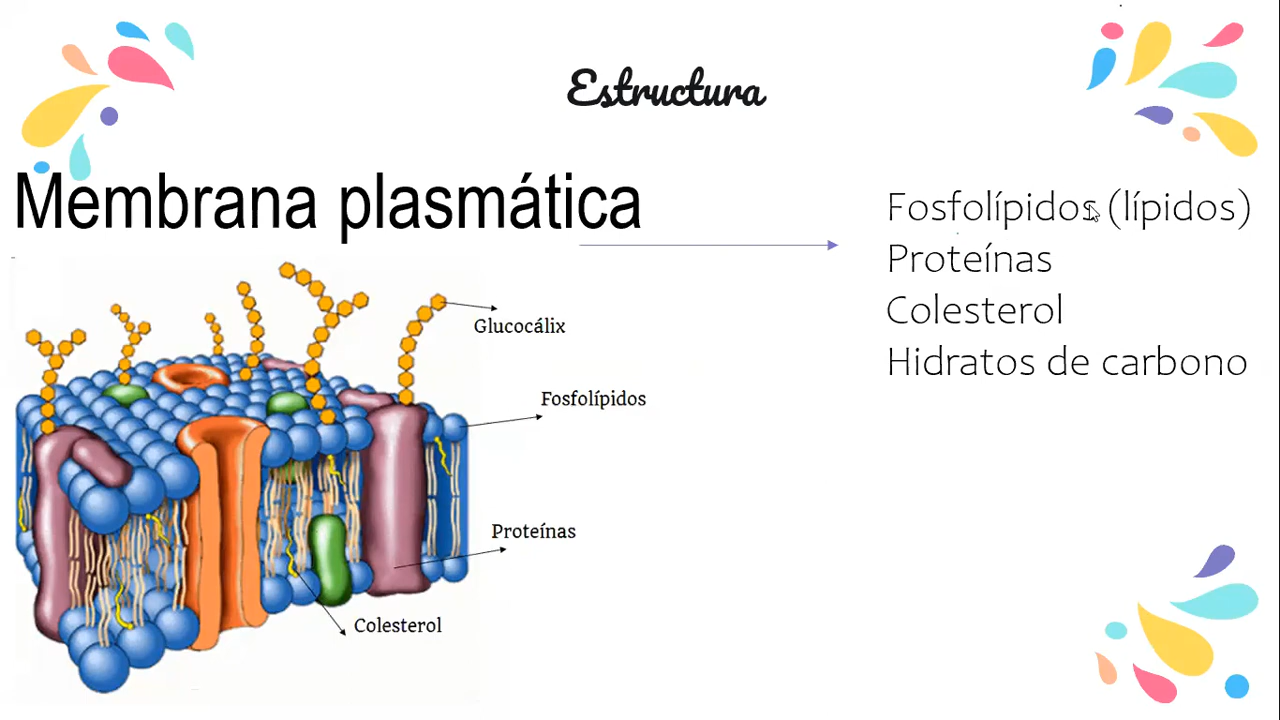 Estructura
Membrana plasmática
Fosfolípidos (lípidos)
Proteínas
Colesterol
Hidratos de carbono
Glucocálix
Fosfolípidos
Proteínas
Colesterol